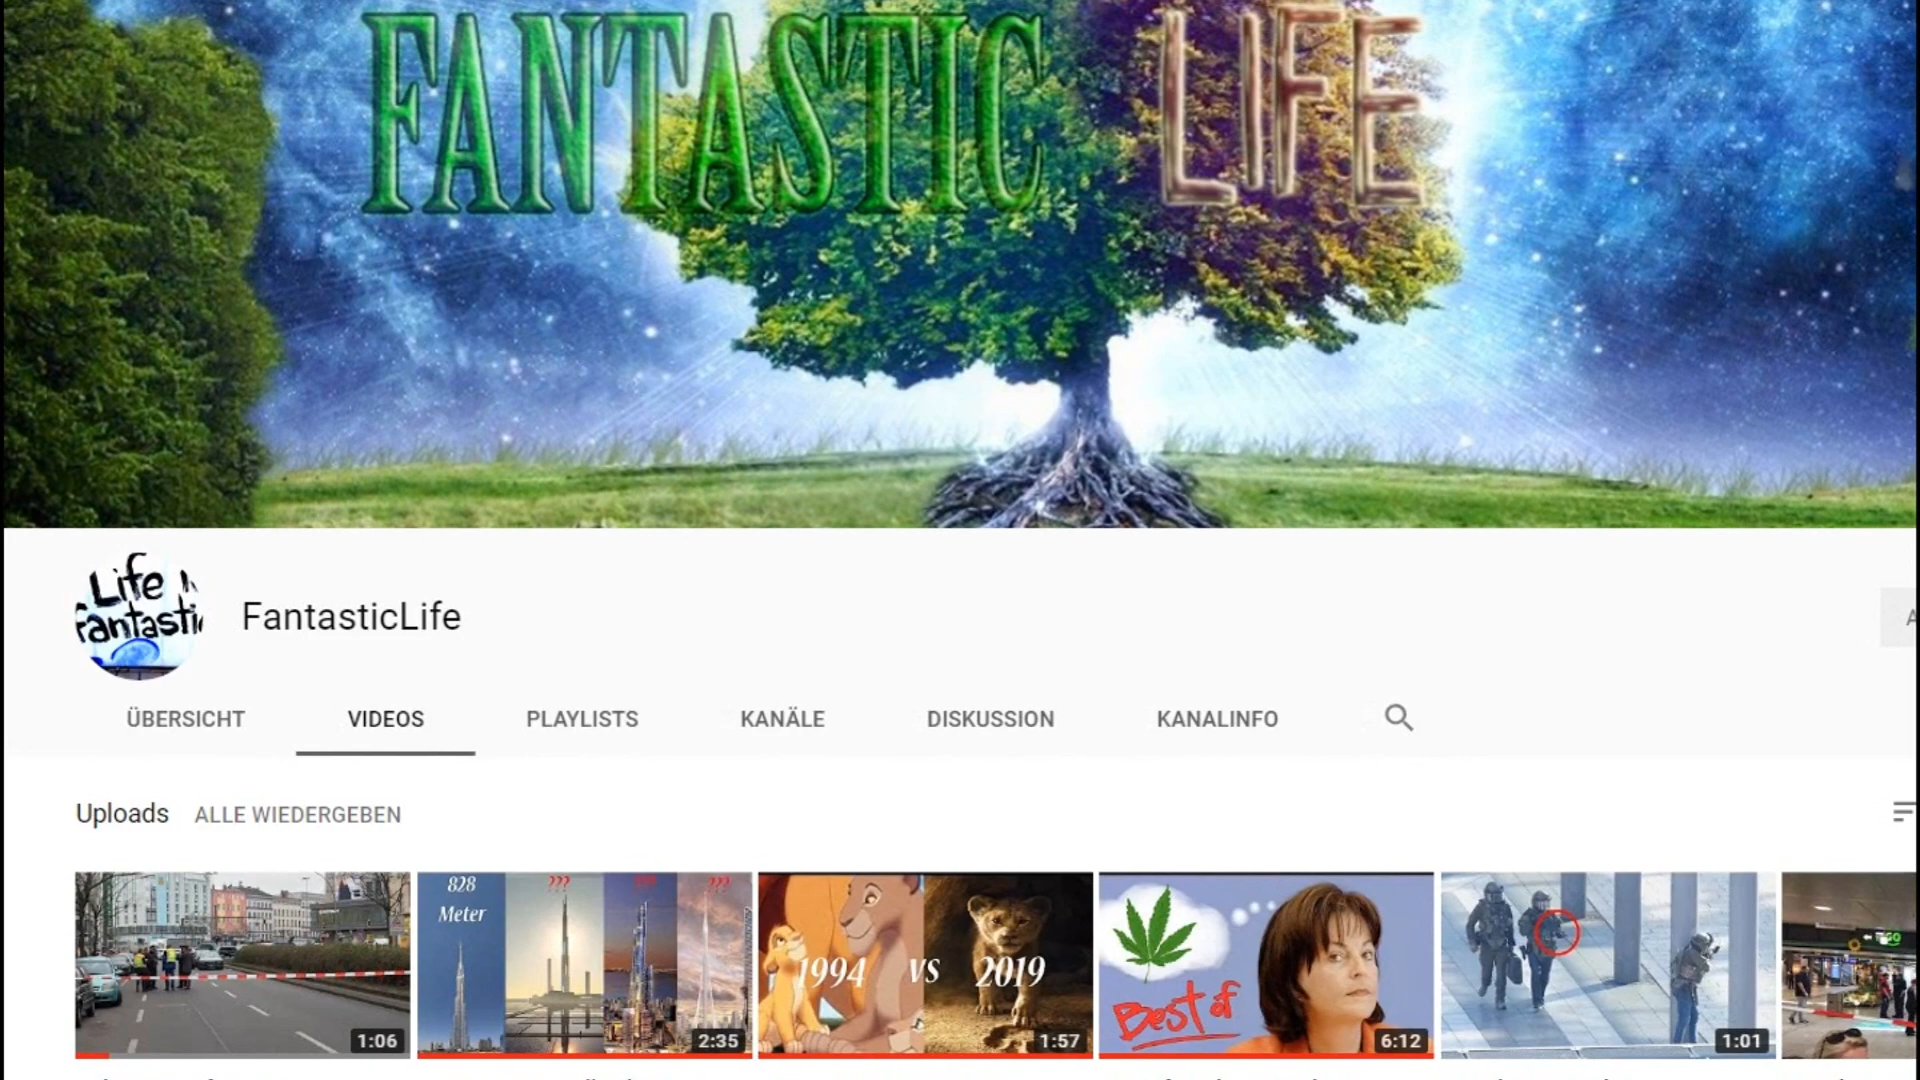 FANTASTIC LIFE
Life
fantastic
FantasticLife
ÜBERSICHT VIDEOS PLAYLISTS KANÄLE DISKUSSION KANALINFO
Uploads ALLE WIEDERGEBEN
828 ??? ??? ???
Meter
1994 VS 2019
Best of
1:06 2:35 1:57 6:12 1:01